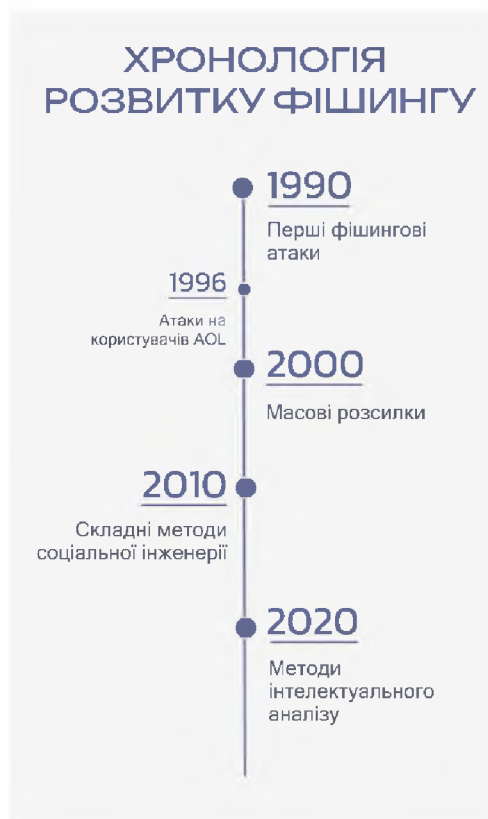 ХРОНОЛОГІЯ
РОЗВИТКУ ФІШИНГУ
1990
Перші фішингові
атаки
1996
Атаки на
користувачів AOL
2000
Масові розсилки
2010
Складні методи
соціальної інженерії
2020
Методи
інтелектуального
аналізу